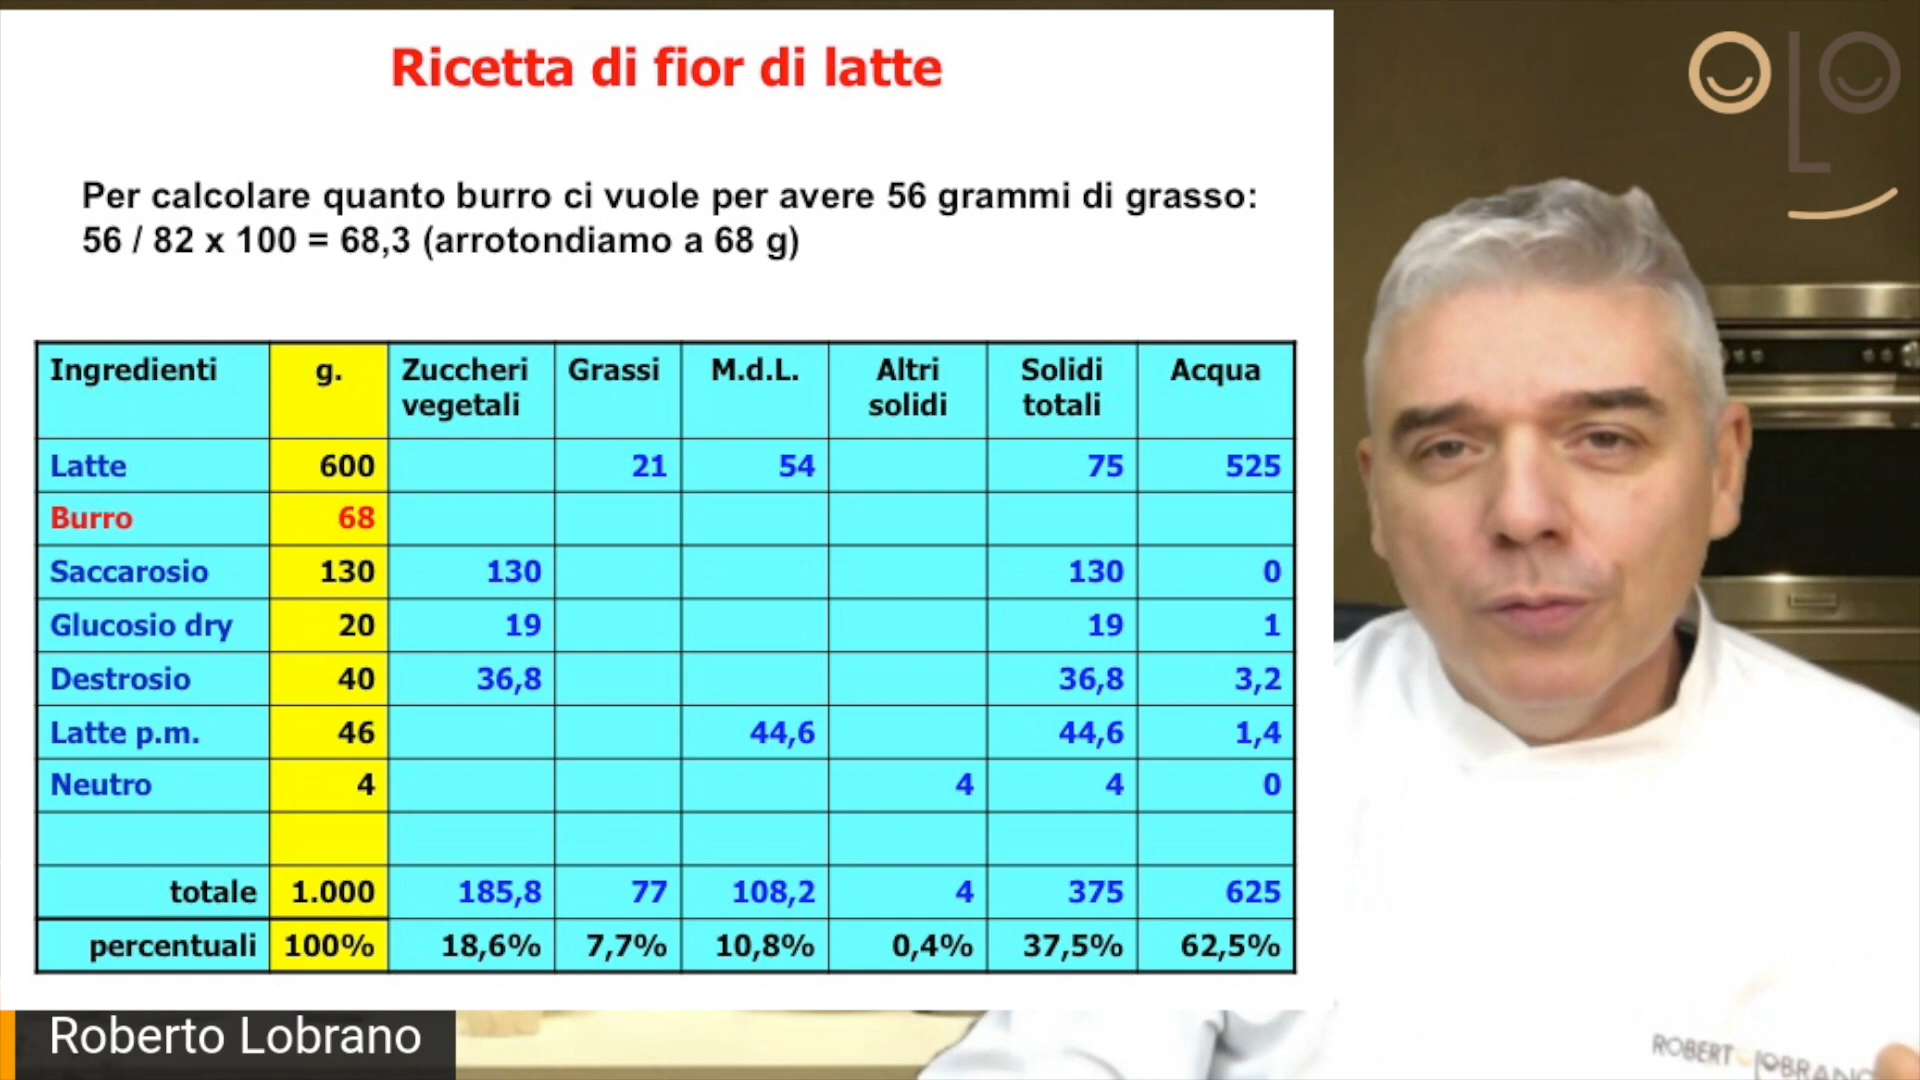 Ricetta di fior di latte
Per calcolare quanto burro ci vuole per avere 56 grammi di grasso:
56 / 82 x 100 = 68,3 (arrotondiamo a 68 g)
Ingredienti g. Zuccheri vegetali Grassi M.d.L. Altri solidi Solidi totali Acqua
Latte 600 21 54 75 525
Burro 68
Saccarosio 130 130 130 0
Glucosio dry 20 19 19 1
Destrosio 40 36,8 36,8 3,2
Latte p.m. 46 44,6 44,6 1,4
Neutro 4 4 4 0
totale 1.000 185,8 77 108,2 4 375 625
percentuali 100% 18,6% 7,7% 10,8% 0,4% 37,5% 62,5%
Roberto Lobrano